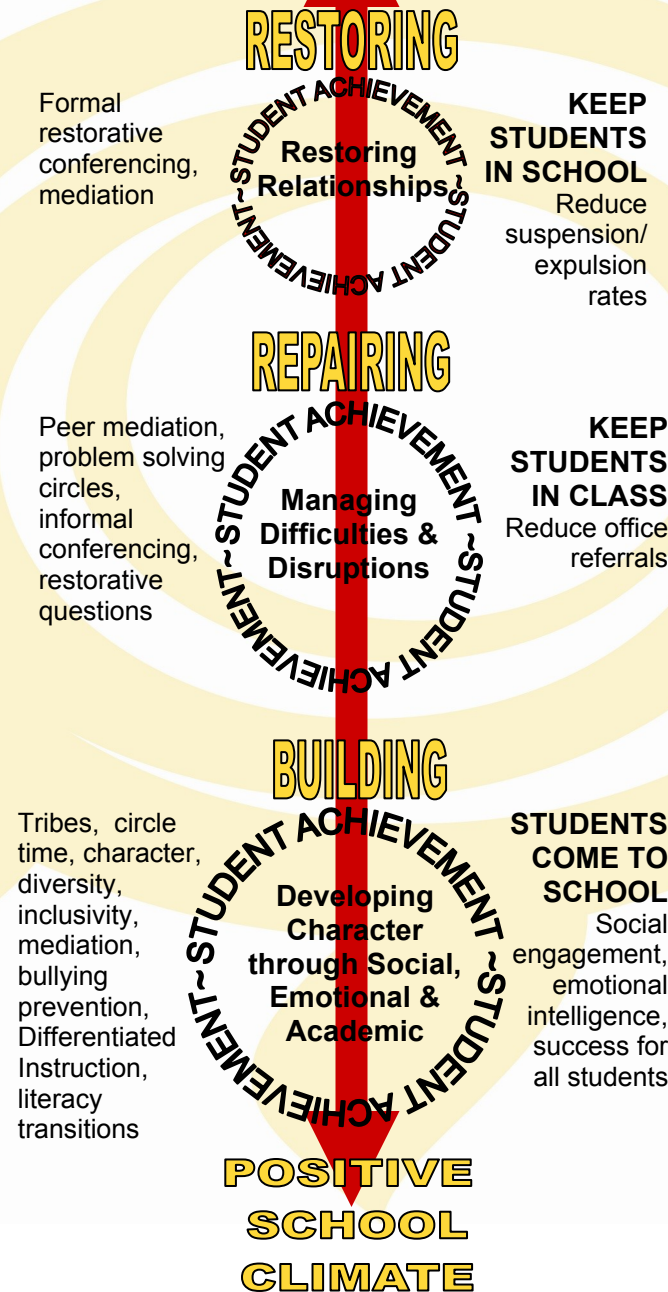 RESTORING
Formal
restorative
conferencing,
mediation
STUDENT ACHIEVEMENT ~STUDENT ACHIEVEMENT~
Restoring
Relationships
KEEP
STUDENTS
IN SCHOOL
Reduce
suspension/
expulsion
rates
REPAIRING
Peer mediation,
problem solving
circles,
informal
conferencing,
restorative
questions
STUDENT ACHIEVEMENT ~STUDENT ACHIEVEMENT~
Managing
Difficulties &
Disruptions
KEEP
STUDENTS
IN CLASS
Reduce office
referrals
BUILDING
Tribes, circle
time, character,
diversity,
inclusivity,
mediation,
bullying
prevention,
Differentiated
Instruction,
literacy
transitions
STUDENT ACHIEVEMENT ~STUDENT ACHIEVEMENT~
Developing
Character
through Social,
Emotional &
Academic
STUDENTS
COME TO
SCHOOL
Social
engagement,
emotional
intelligence,
success for
all students
POSITIVE
SCHOOL
CLIMATE